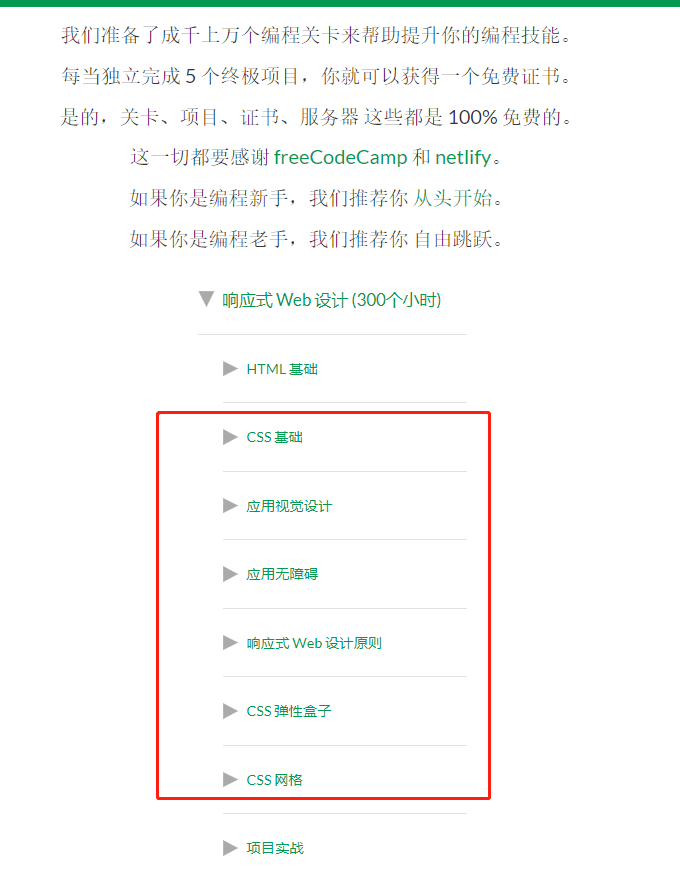 我们准备了成千上万个编程关卡来帮助提升你的编程技能。
每当独立完成 5 个终极项目，你就可以获得一个免费证书。
是的，关卡、项目、证书、服务器 这些都是 100% 免费的。
这一切都要感谢 freeCodeCamp 和 netlify。
如果你是编程新手，我们推荐你 从头开始。
如果你是编程老手，我们推荐你 自由跳跃。
响应式 Web 设计 (300个小时)
HTML 基础
CSS 基础
应用视觉设计
应用无障碍
响应式 Web 设计原则
CSS 弹性盒子
CSS 网格
项目实战